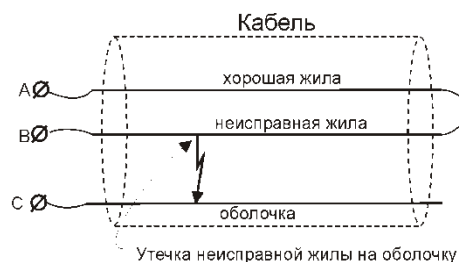 Кабель
A
хорошая жила
B
неисправная жила
C
оболочка
Утечка неисправной жилы на оболочку